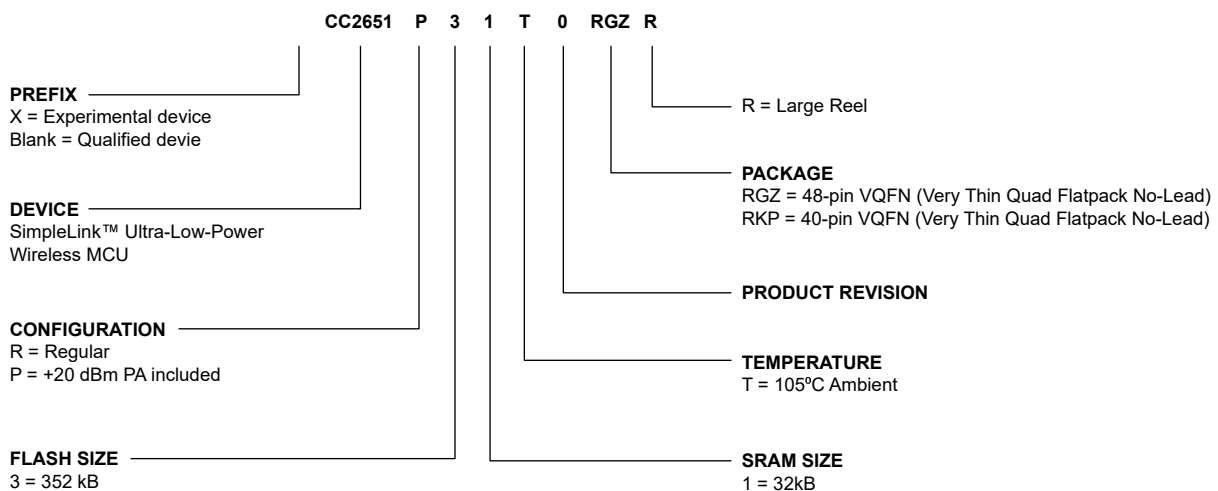 CC2651 P 3 1 T 0 RGZ R
PREFIX
X = Experimental device
Blank = Qualified devie
DEVICE
SimpleLink™ Ultra-Low-Power
Wireless MCU
CONFIGURATION
R = Regular
P = +20 dBm PA included
FLASH SIZE
3 = 352 kB
R = Large Reel
PACKAGE
RGZ = 48-pin VQFN (Very Thin Quad Flatpack No-Lead)
RKP = 40-pin VQFN (Very Thin Quad Flatpack No-Lead)
PRODUCT REVISION
TEMPERATURE
T = 105ºC Ambient
SRAM SIZE
1 = 32kB